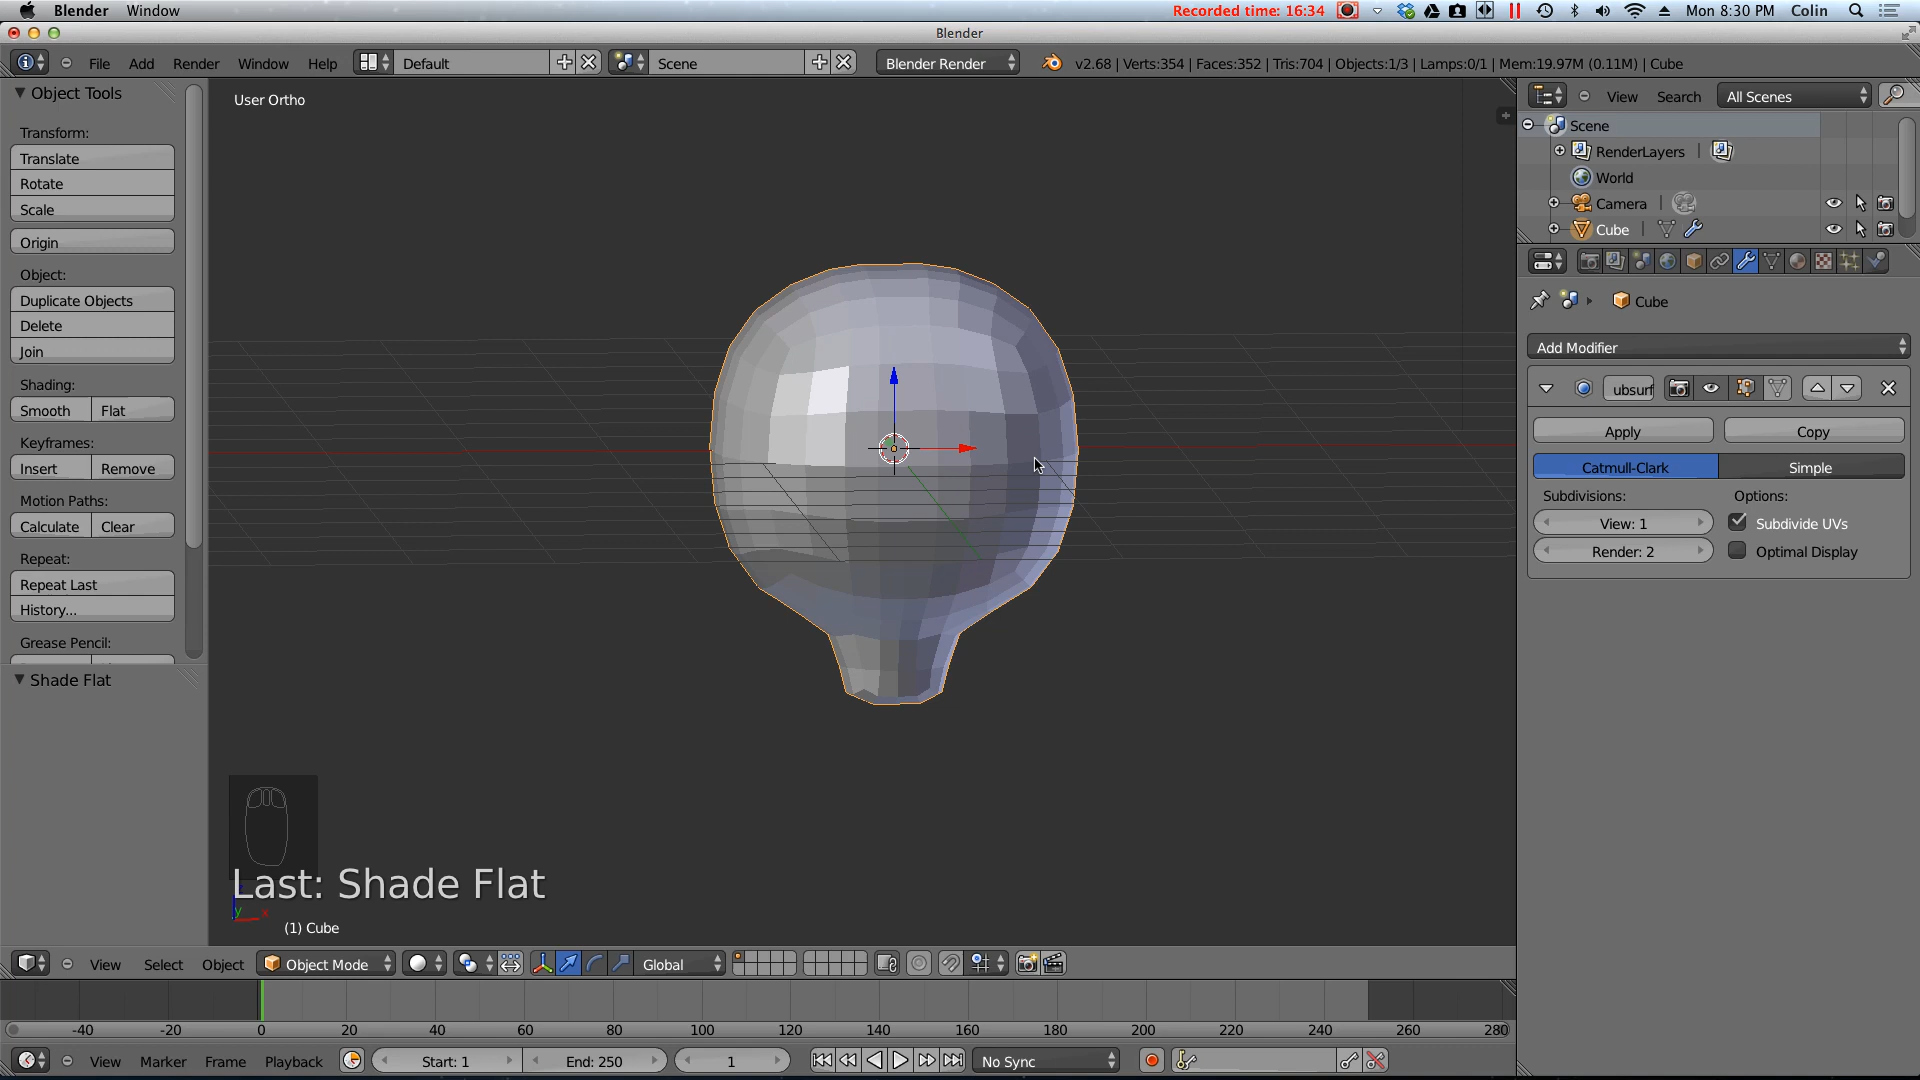 Blender Window Recorded time: 16:34 Mon 8:30 PM Colin
Blender
File Add Render Window Help Default Scene Blender Render v2.68 | Verts:354 | Faces:352 | Tris:704 | Objects:1/3 | Lamps:0/1 | Mem:19.97M (0.11M) | Cube
Object Tools
Transform:
Translate
Rotate
Scale
Origin
Object:
Duplicate Objects
Delete
Join
Shading:
Smooth Flat
Keyframes:
Insert Remove
Motion Paths:
Calculate Clear
Repeat:
Repeat Last
History...
Grease Pencil:
Shade Flat
User Ortho
Last: Shade Flat
y x
(1) Cube
View Search All Scenes
Scene
RenderLayers
World
Camera
Cube
Cube
Add Modifier
ubsurf
Apply Copy
Catmull-Clark Simple
Subdivisions: Options:
View: 1 Subdivide UVs
Render: 2 Optimal Display
View Select Object Object Mode Global
-40 -20 0 20 40 60 80 100 120 140 160 180 200 220 240 260 280
View Marker Frame Playback Start: 1 End: 250 1 No Sync